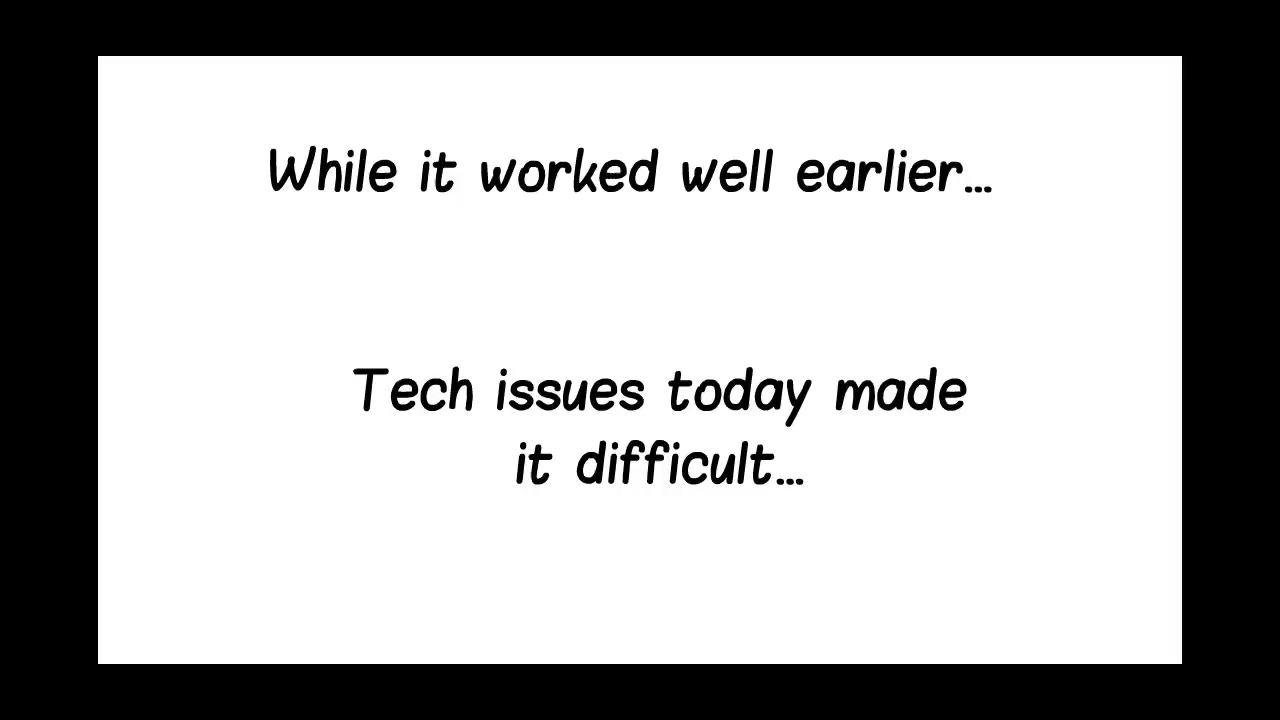 While it worked well earlier...
Tech issues today made
it difficult...